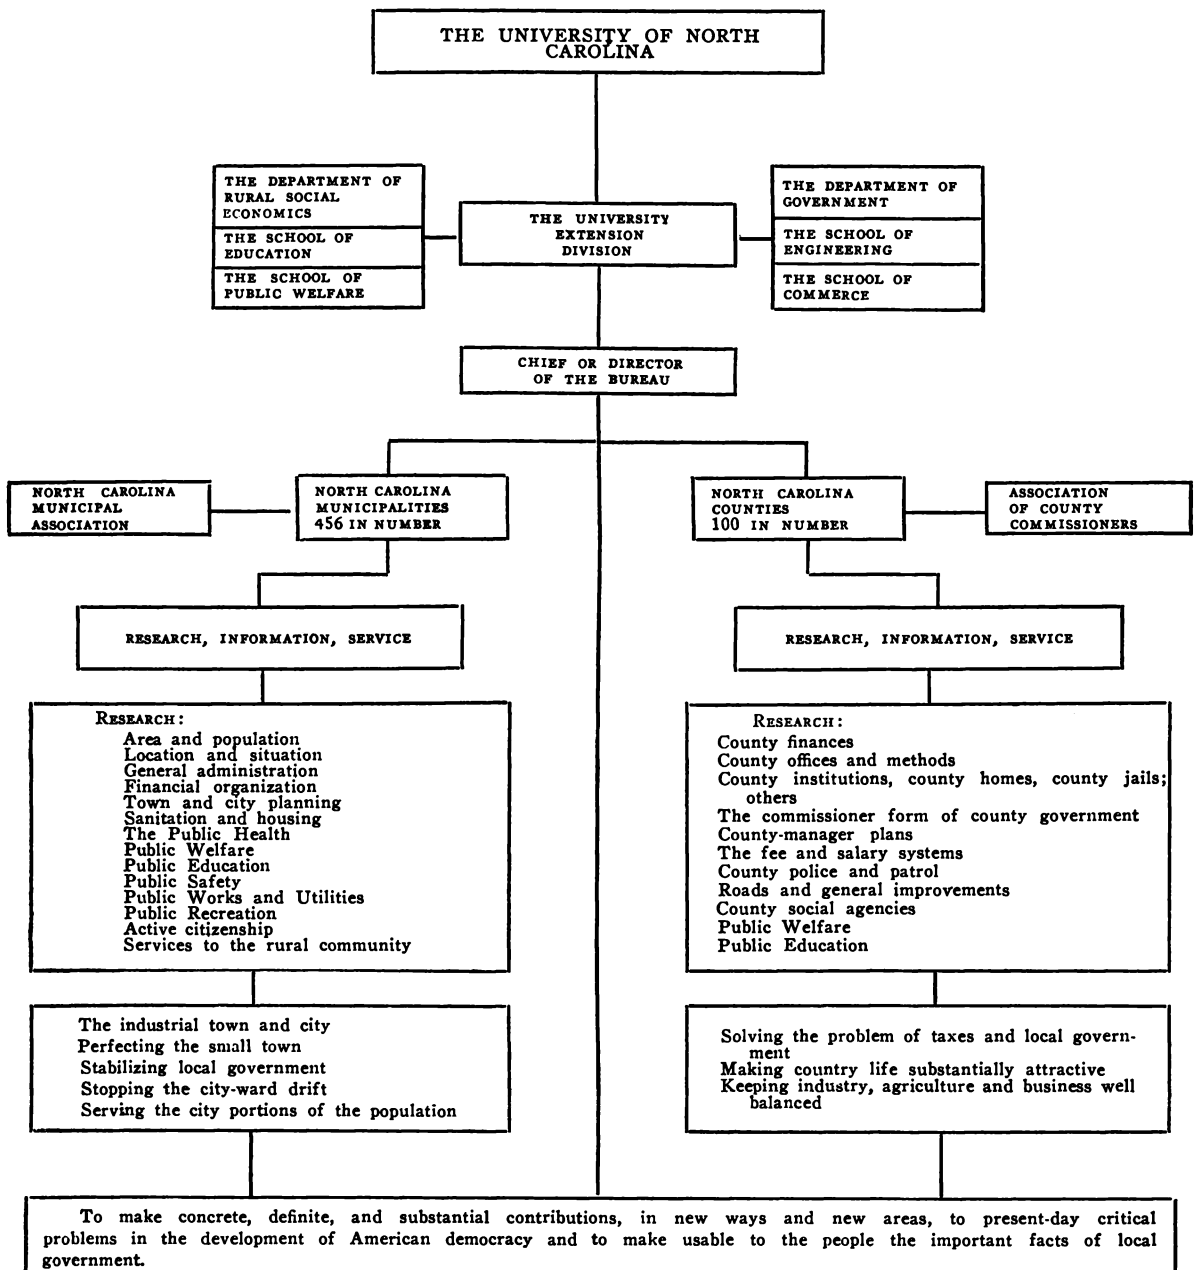 THE UNIVERSITY OF NORTH
CAROLINA
THE DEPARTMENT OF
RURAL SOCIAL
ECONOMICS
THE SCHOOL OF
EDUCATION
THE SCHOOL OF
PUBLIC WELFARE
THE UNIVERSITY
EXTENSION
DIVISION
THE DEPARTMENT OF
GOVERNMENT
THE SCHOOL OF
ENGINEERING
THE SCHOOL OF
COMMERCE
CHIEF OR DIRECTOR
OF THE BUREAU
NORTH CAROLINA
MUNICIPAL
ASSOCIATION
NORTH CAROLINA
MUNICIPALITIES
456 IN NUMBER
NORTH CAROLINA
COUNTIES
100 IN NUMBER
ASSOCIATION
OF COUNTY
COMMISSIONERS
RESEARCH, INFORMATION, SERVICE
RESEARCH, INFORMATION, SERVICE
RESEARCH:
Area and population
Location and situation
General administration
Financial organization
Town and city planning
Sanitation and housing
The Public Health
Public Welfare
Public Education
Public Safety
Public Works and Utilities
Public Recreation
Active citizenship
Services to the rural community
RESEARCH:
County finances
County offices and methods
County institutions, county homes, county jails;
others
The commissioner form of county government
County-manager plans
The fee and salary systems
County police and patrol
Roads and general improvements
County social agencies
Public Welfare
Public Education
The industrial town and city
Perfecting the small town
Stabilizing local government
Stopping the city-ward drift
Serving the city portions of the population
Solving the problem of taxes and local govern-
ment
Making country life substantially attractive
Keeping industry, agriculture and business well
balanced
To make concrete, definite, and substantial contributions, in new ways and new areas, to present-day critical
problems in the development of American democracy and to make usable to the people the important facts of local
government.